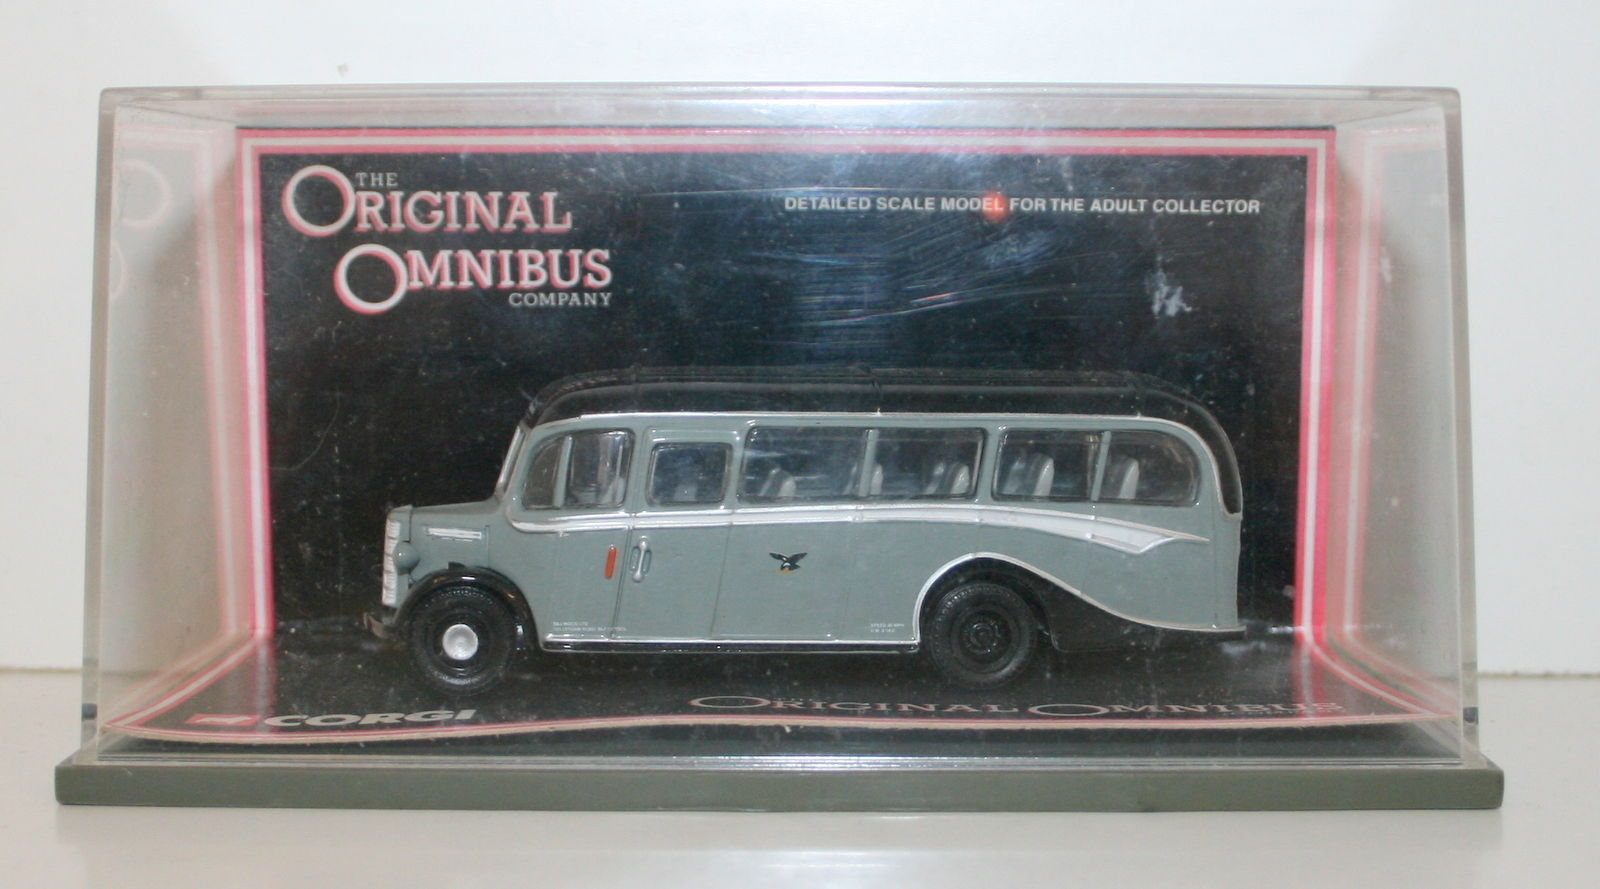 THE
ORIGINAL
OMNIBUS
COMPANY
DETAILED SCALE MODEL FOR THE ADULT COLLECTOR
CORGI
ORIGINAL OMNIBUS